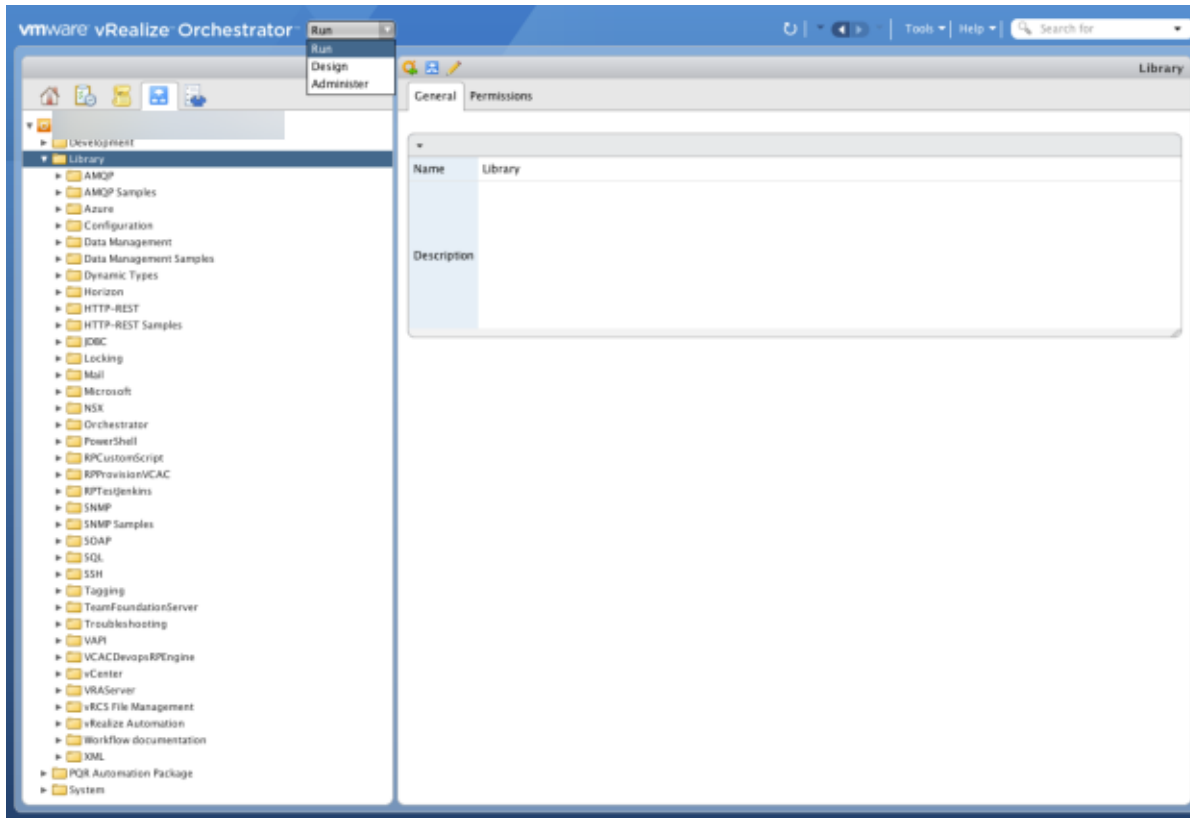 vmware vRealize Orchestrator Run
Tools Help Search for
Run
Design
Administer
Library
General Permissions
Development
Library
AMQP
AMQP Samples
Azure
Configuration
Data Management
Data Management Samples
Dynamic Types
Horizon
HTTP-REST
HTTP-REST Samples
JDBC
Locking
Mail
Microsoft
NSX
Orchestrator
PowerShell
RPCustomScript
RPProvisionVCAC
RPTestJenkins
SNMP
SNMP Samples
SOAP
SQL
SSH
Tagging
TeamFoundationServer
Troubleshooting
VAPI
VCACDevopsRPEngine
vCenter
VRAServer
vRCS File Management
vRealize Automation
Workflow documentation
XML
PQR Automation Package
System
Name Library
Description